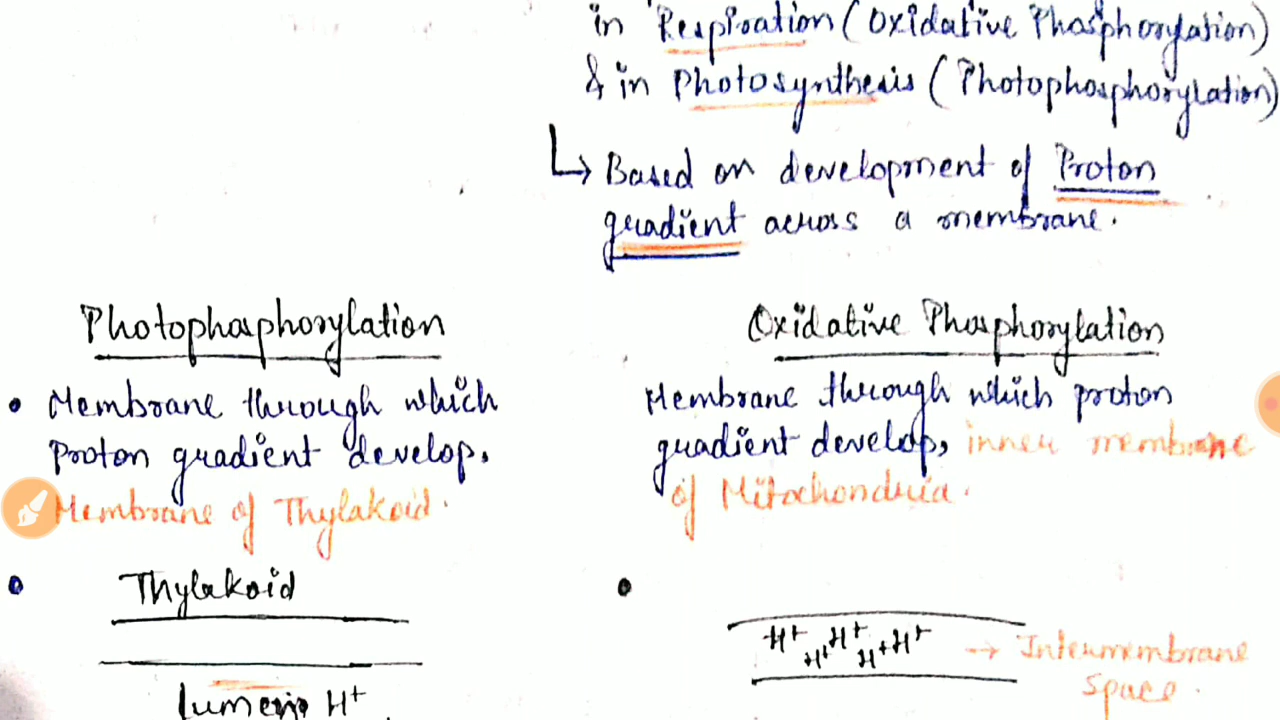 in Respiration (Oxidative Phosphorylation)
& in Photosynthesis (Photophosphorylation)
↳ Based on development of Proton
gradient across a membrane.
Photophosphorylation
• Membrane through which
Proton gradient develop,
Membrane of Thylakoid.
Oxidative Phosphorylation
Membrane through which proton
gradient develop, inner membrane
of Mitochondria.
• Thylakoid
Lumen H+
•
H+ H+ H+ H+ H+ → Intermembrane
Space.